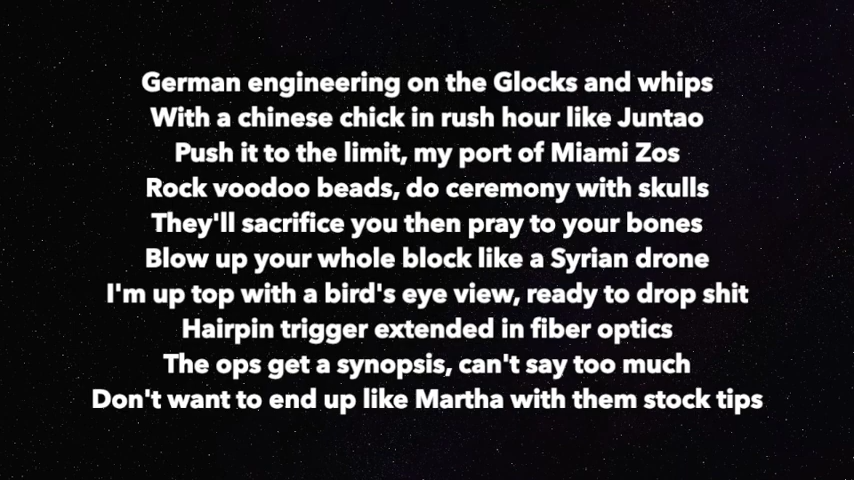 German engineering on the Glocks and whips
With a chinese chick in rush hour like Juntao
Push it to the limit, my port of Miami Zos
Rock voodoo beads, do ceremony with skulls
They'll sacrifice you then pray to your bones
Blow up your whole block like a Syrian drone
I'm up top with a bird's eye view, ready to drop shit
Hairpin trigger extended in fiber optics
The ops get a synopsis, can't say too much
Don't want to end up like Martha with them stock tips